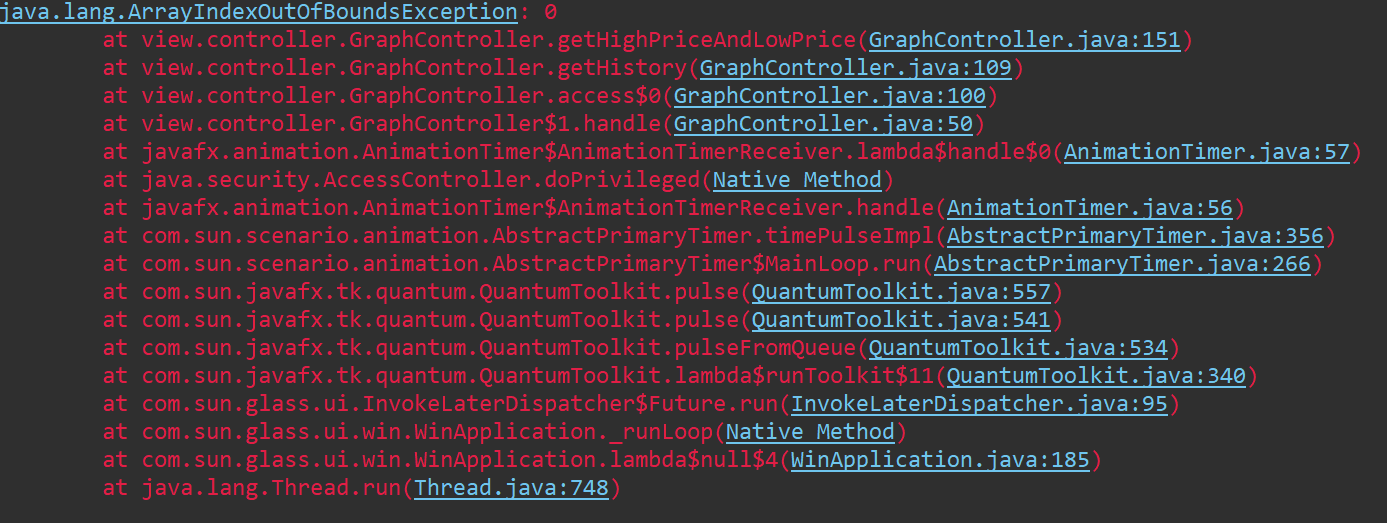 java.lang.ArrayIndexOutOfBoundsException: 0
at view.controller.GraphController.getHighPriceAndLowPrice(GraphController.java:151)
at view.controller.GraphController.getHistory(GraphController.java:109)
at view.controller.GraphController.access$0(GraphController.java:100)
at view.controller.GraphController$1.handle(GraphController.java:50)
at javafx.animation.AnimationTimer$AnimationTimerReceiver.lambda$handle$0(AnimationTimer.java:57)
at java.security.AccessController.doPrivileged(Native Method)
at javafx.animation.AnimationTimer$AnimationTimerReceiver.handle(AnimationTimer.java:56)
at com.sun.scenario.animation.AbstractPrimaryTimer.timePulseImpl(AbstractPrimaryTimer.java:356)
at com.sun.scenario.animation.AbstractPrimaryTimer$MainLoop.run(AbstractPrimaryTimer.java:266)
at com.sun.javafx.tk.quantum.QuantumToolkit.pulse(QuantumToolkit.java:557)
at com.sun.javafx.tk.quantum.QuantumToolkit.pulse(QuantumToolkit.java:541)
at com.sun.javafx.tk.quantum.QuantumToolkit.pulseFromQueue(QuantumToolkit.java:534)
at com.sun.javafx.tk.quantum.QuantumToolkit.lambda$runToolkit$11(QuantumToolkit.java:340)
at com.sun.glass.ui.InvokeLaterDispatcher$Future.run(InvokeLaterDispatcher.java:95)
at com.sun.glass.ui.win.WinApplication._runLoop(Native Method)
at com.sun.glass.ui.win.WinApplication.lambda$null$4(WinApplication.java:185)
at java.lang.Thread.run(Thread.java:748)